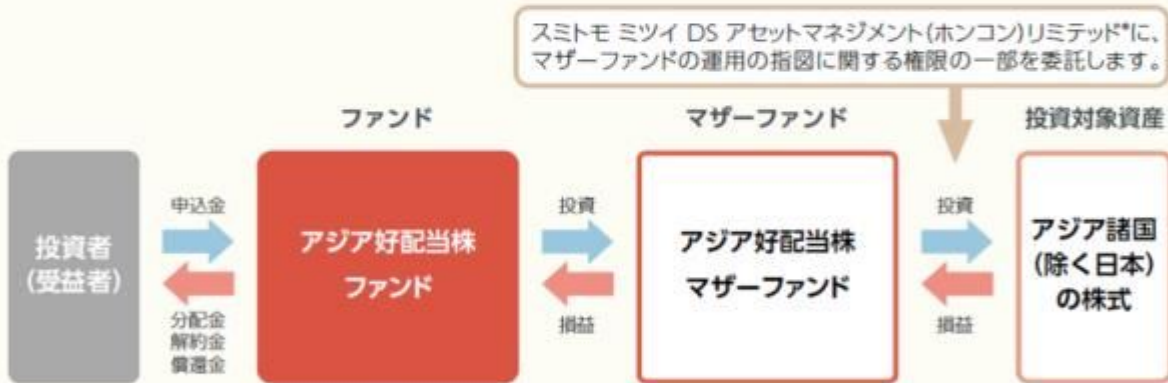 スミトモ ミツイ DS アセットマネジメント(ホンコン)リミテッド*に、
マザーファンドの運用の指図に関する権限の一部を委託します。
ファンド
マザーファンド
投資対象資産
投資者
(受益者)
申込金
分配金
解約金
償還金
アジア好配当株
ファンド
投資
損益
アジア好配当株
マザーファンド
投資
損益
アジア諸国
(除く日本)
の株式